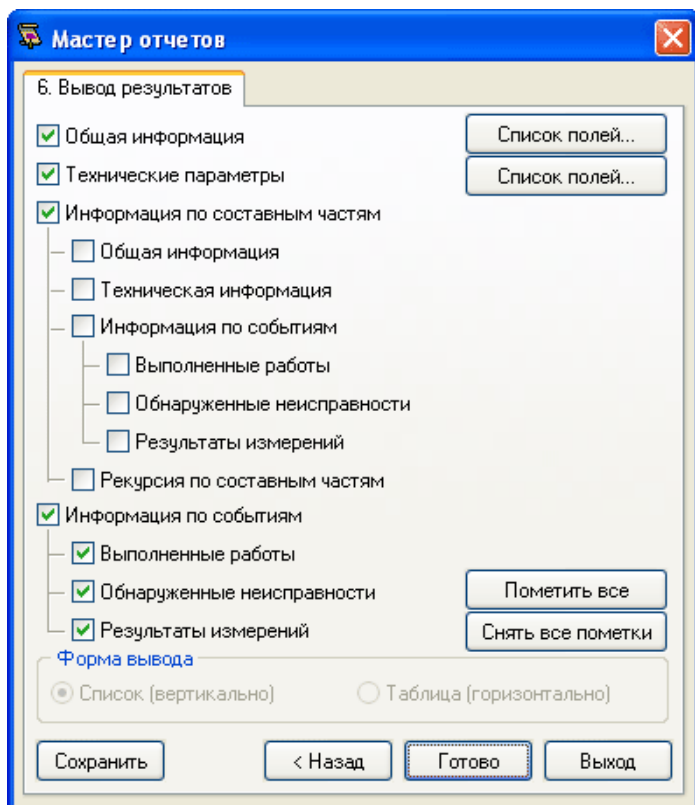 Мастер отчетов
6. Вывод результатов
Общая информация
Список полей...
Технические параметры
Список полей...
Информация по составным частям
Общая информация
Техническая информация
Информация по событиям
Выполненные работы
Обнаруженные неисправности
Результаты измерений
Рекурсия по составным частям
Информация по событиям
Выполненные работы
Обнаруженные неисправности
Пометить все
Результаты измерений
Снять все пометки
Форма вывода
Список (вертикально)
Таблица (горизонтально)
Сохранить
< Назад
Готово
Выход